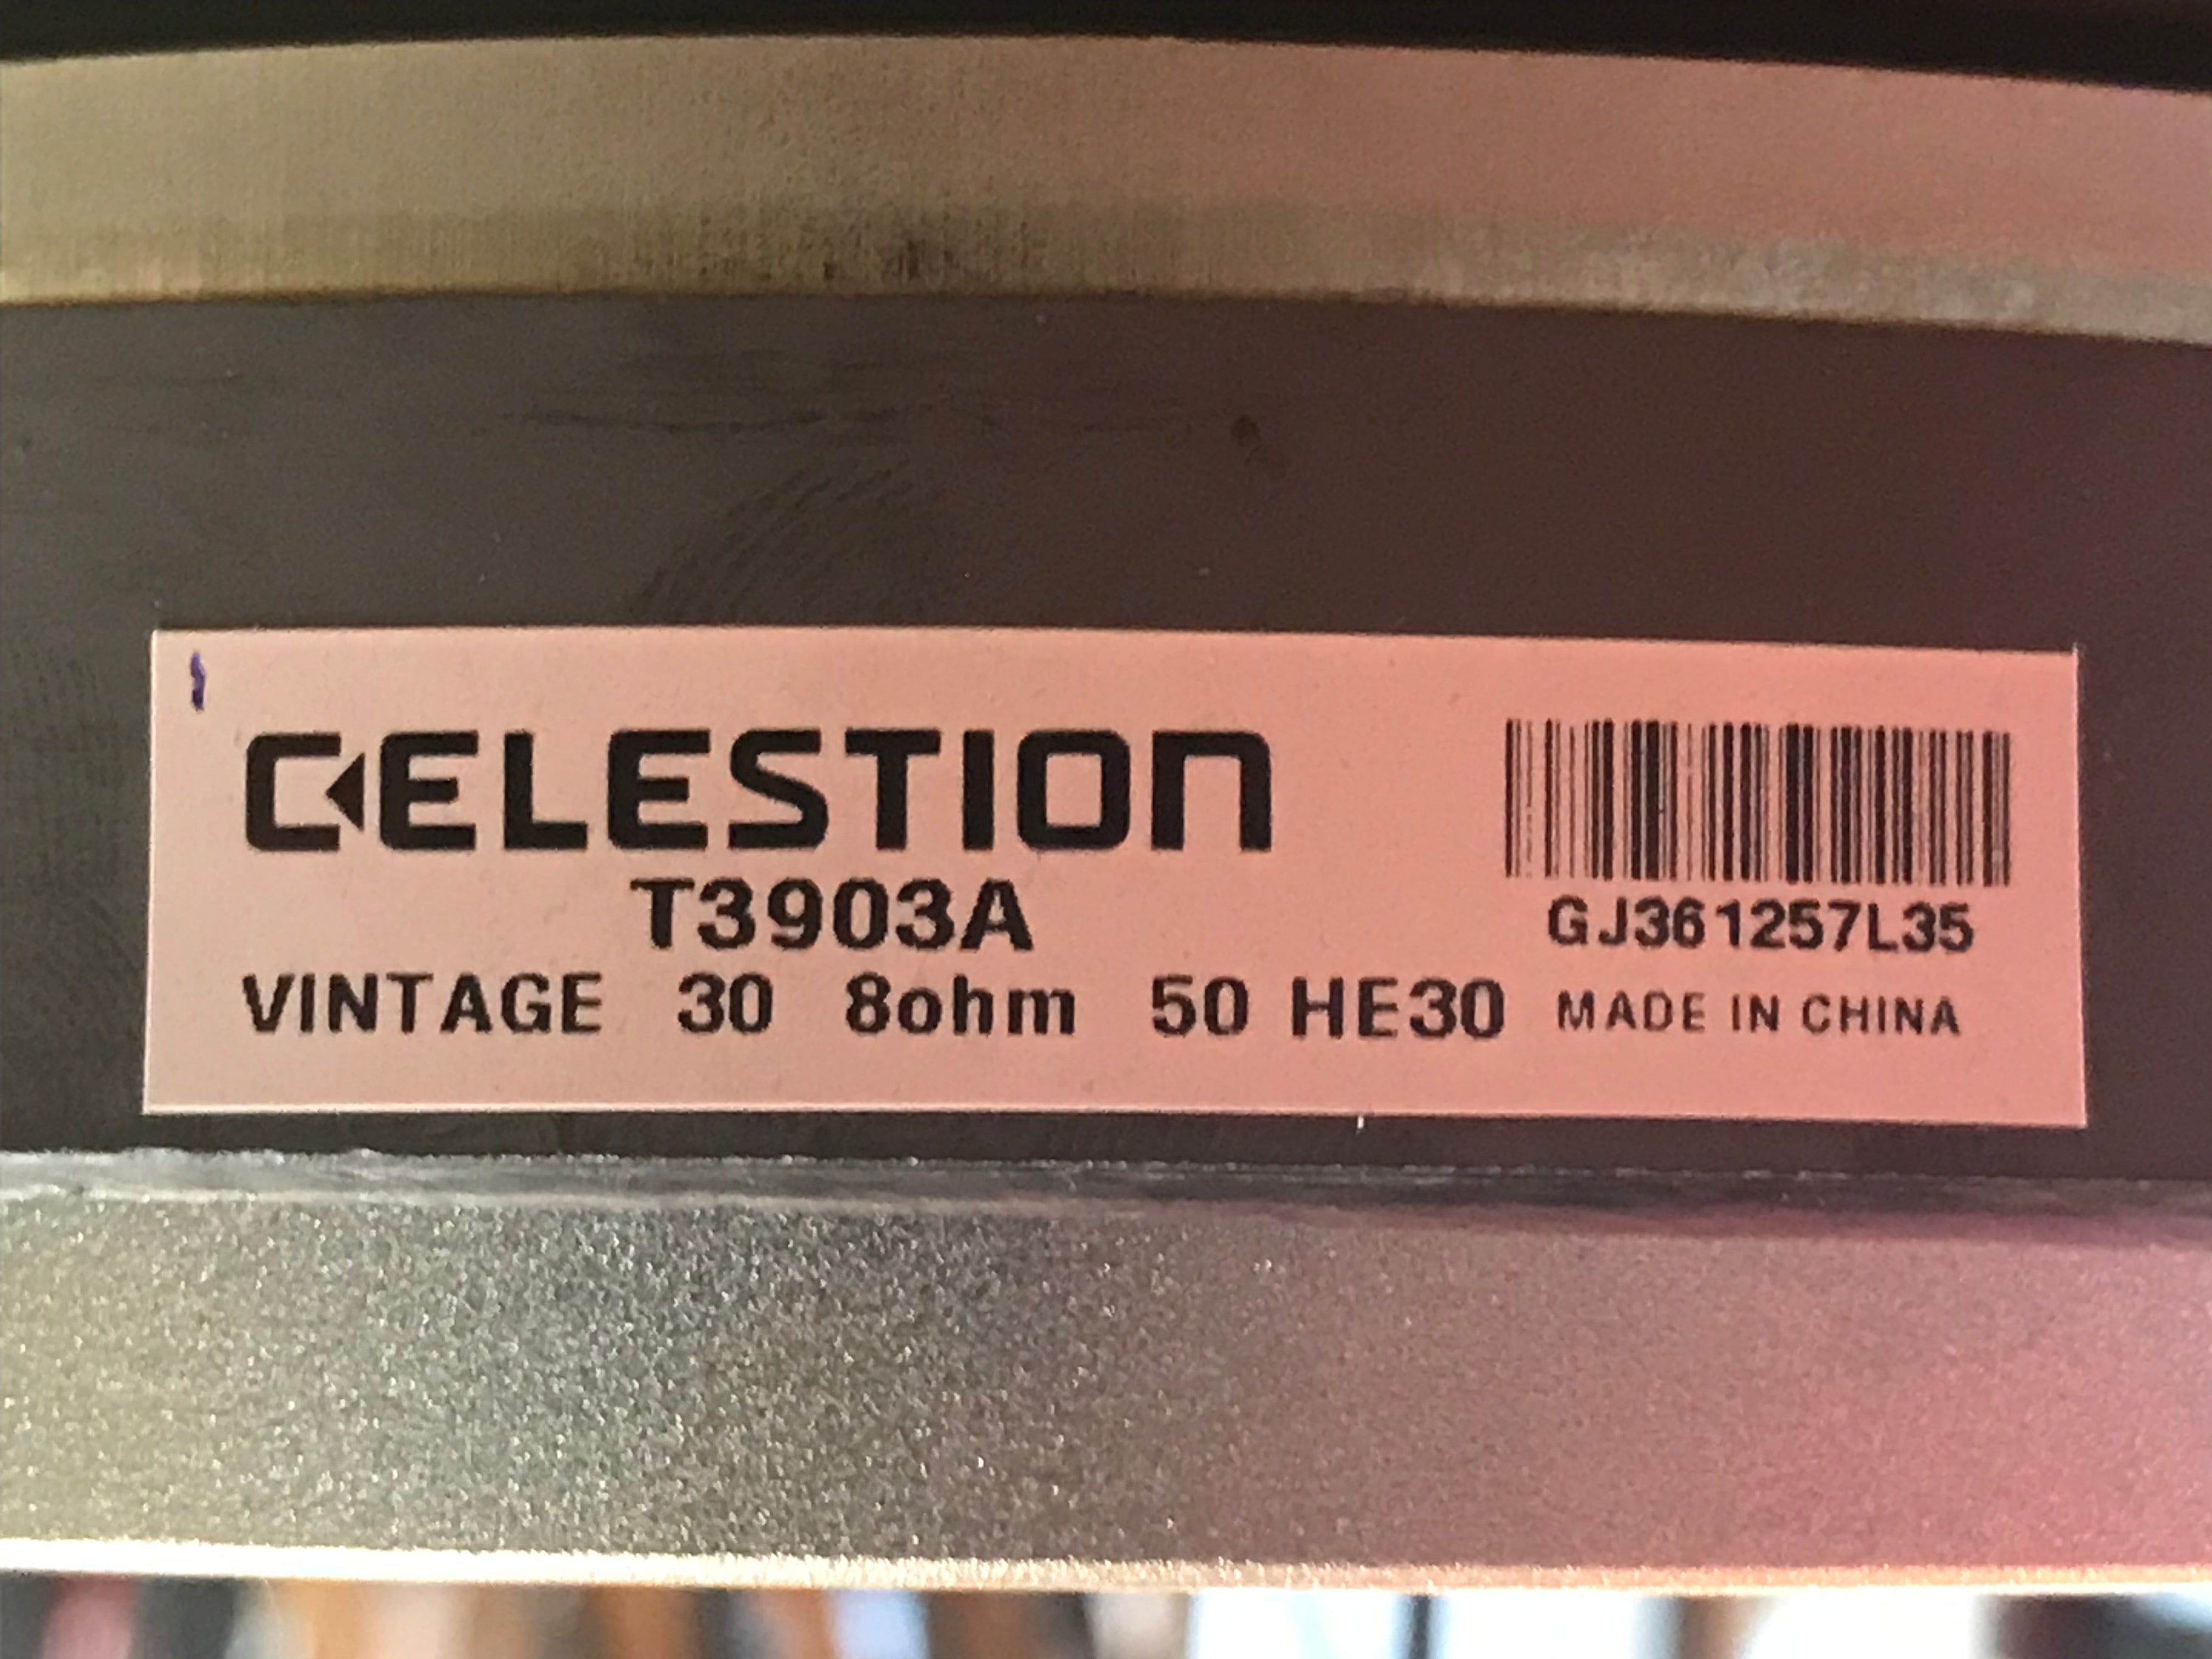 CELESTION
T3903A
GJ361257L35
VINTAGE 30 8ohm 50 HE30 MADE IN CHINA